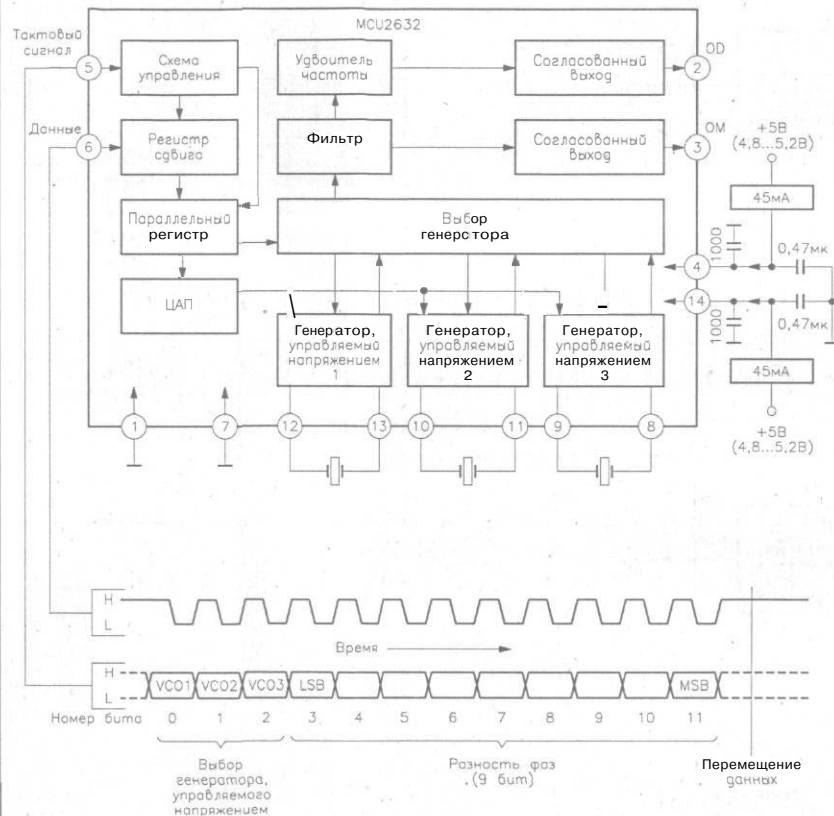 MCU2632
Тактовый
сигнал
5
Схема
управления
Удвоитель
частоты
Согласованный
выход
2
OD
Данные
6
Регистр
сдвига
Фильтр
Согласованный
выход
3
OM
+5В
(4,8...5,2В)
45мА
Параллельный
регистр
Выбор
генерстора
1000
0,47мк
4
ЦАП
14
1000
0,47мк
Генератор,
управляемый
напряжением
1
Генератор,
управляемый
напряжением
2
Генератор,
управляемый
напряжением
3
45мА
+5В
(4,8...5,2В)
1
7
12
13
10
11
9
8
H
L
Время
H
L
VCO1
VCO2
VCO3
LSB
MSB
Номер бита
0
1
2
3
4
5
6
7
8
9
10
11
Выбор
генератора,
управляемого
напряжением
Разность фаз
.(9 бит)
Перемещение
данных